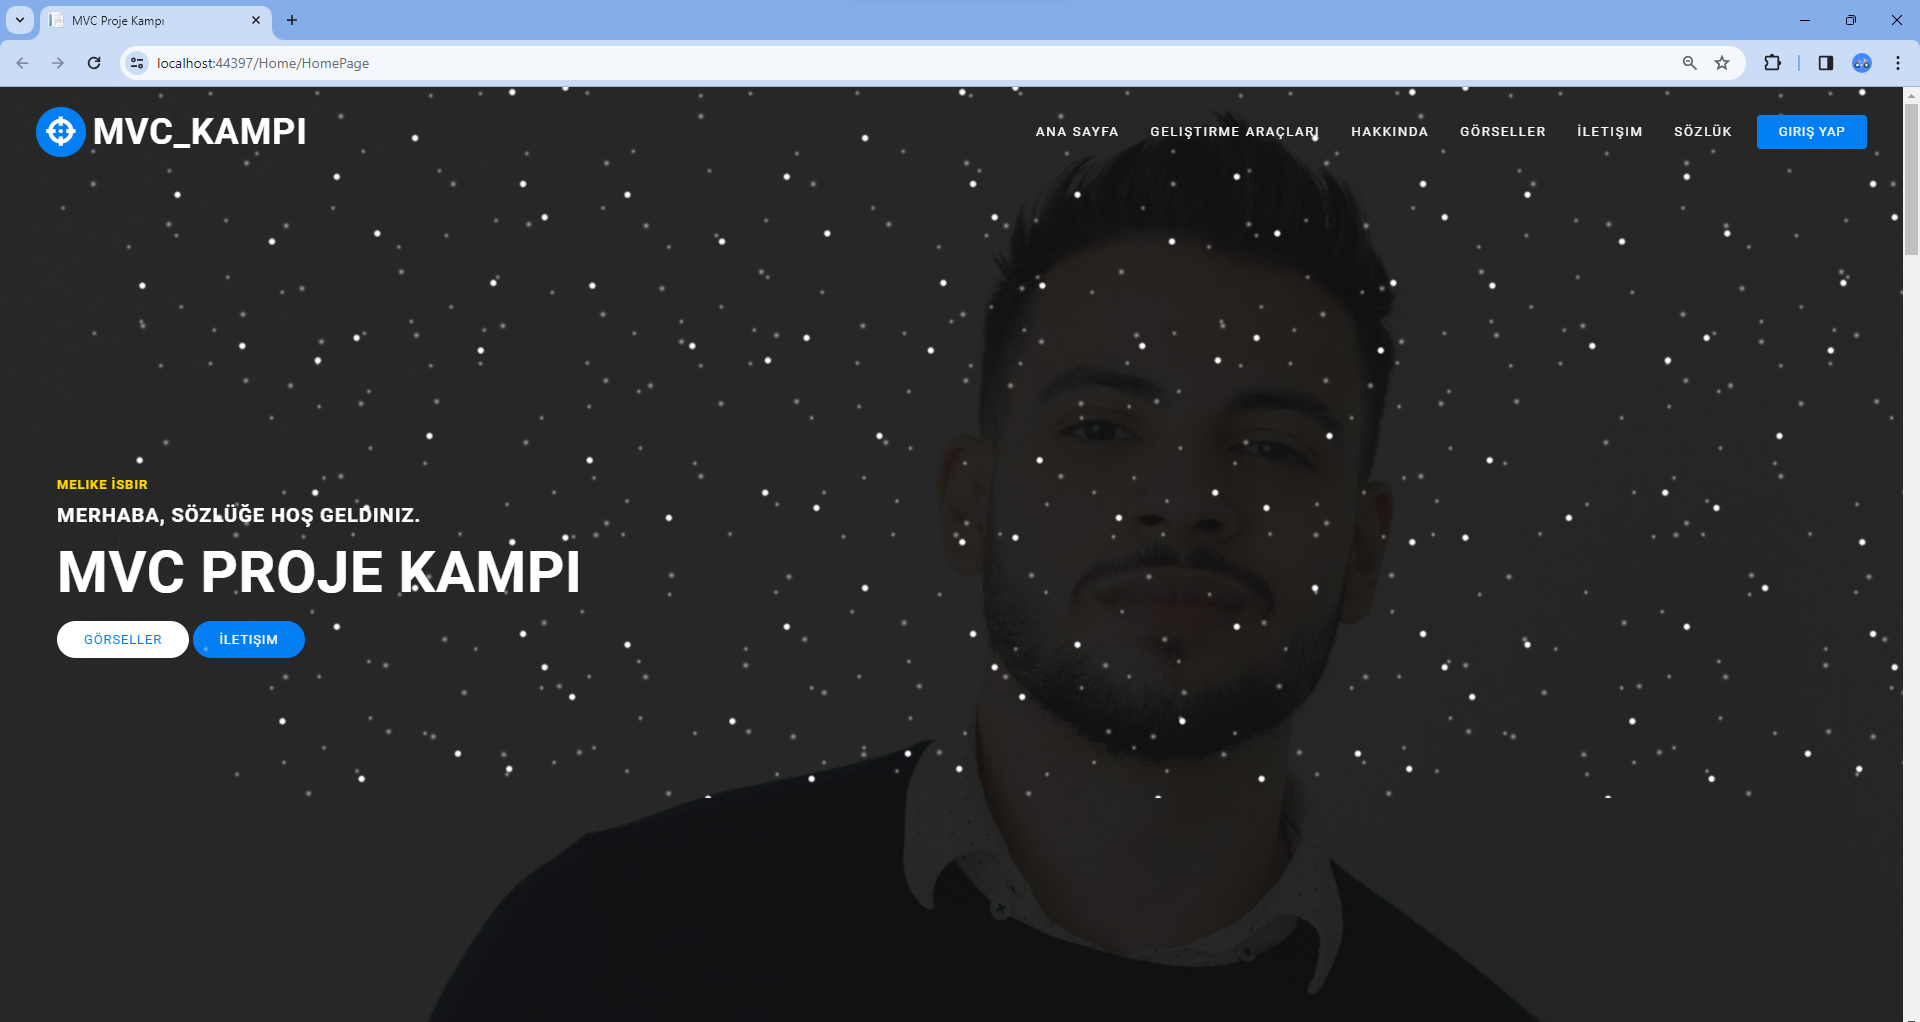 MVC Proje Kampı
localhost:44397/Home/HomePage
MVC_KAMPI
ANA SAYFA
GELIŞTIRME ARAÇLARI
HAKKINDA
GÖRSELLER
İLETIŞIM
SÖZLÜK
GIRIŞ YAP
MELIKE İSBIR
MERHABA, SÖZLÜĞE HOŞ GELDINIZ.
MVC PROJE KAMPI
GÖRSELLER
İLETIŞIM